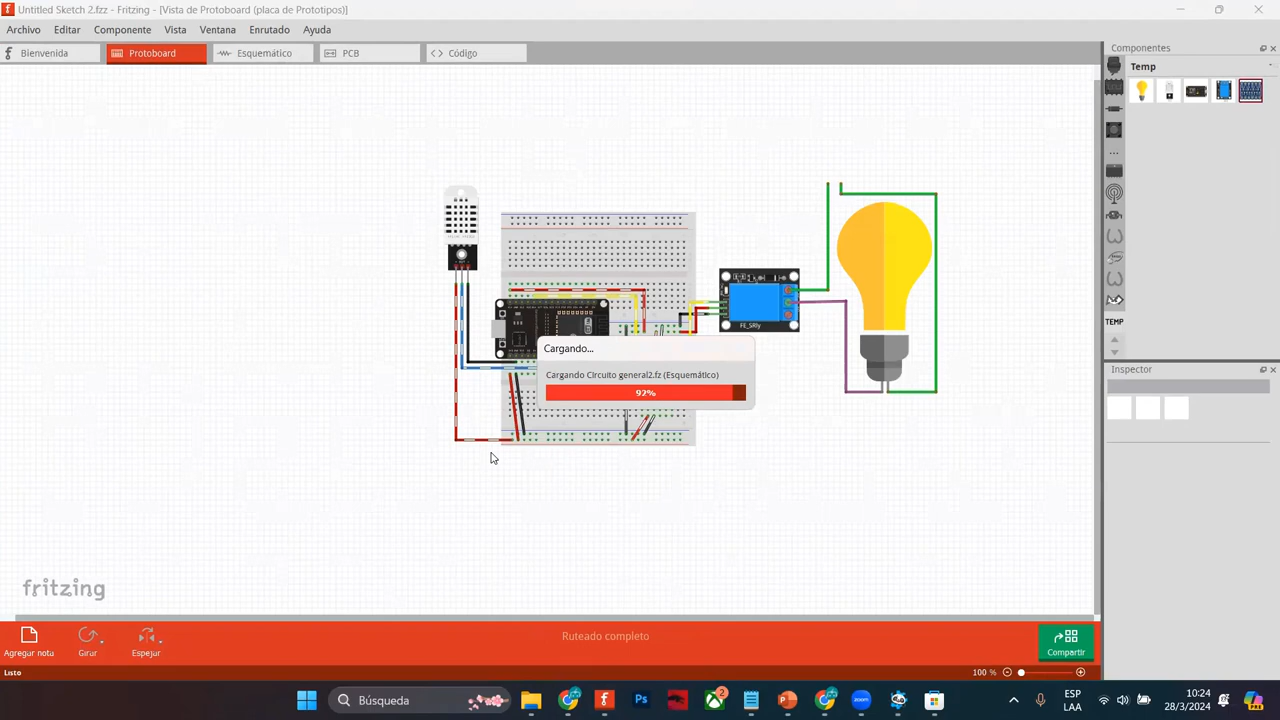 Untitled Sketch 2.fzz - Fritzing - [Vista de Protoboard (placa de Prototipos)]
Archivo Editar Componente Vista Ventana Enrutado Ayuda
Bienvenida Protoboard Esquemático PCB Código
Componentes
Temp
TEMP
FE_SRly
Cargando...
Cargando Circuito general2.fz (Esquemático)
92%
Inspector
fritzing
Agregar nota Girar Espejar
Ruteado completo
Compartir
Listo
100 %
Búsqueda
2
ESP
LAA
10:24
28/3/2024